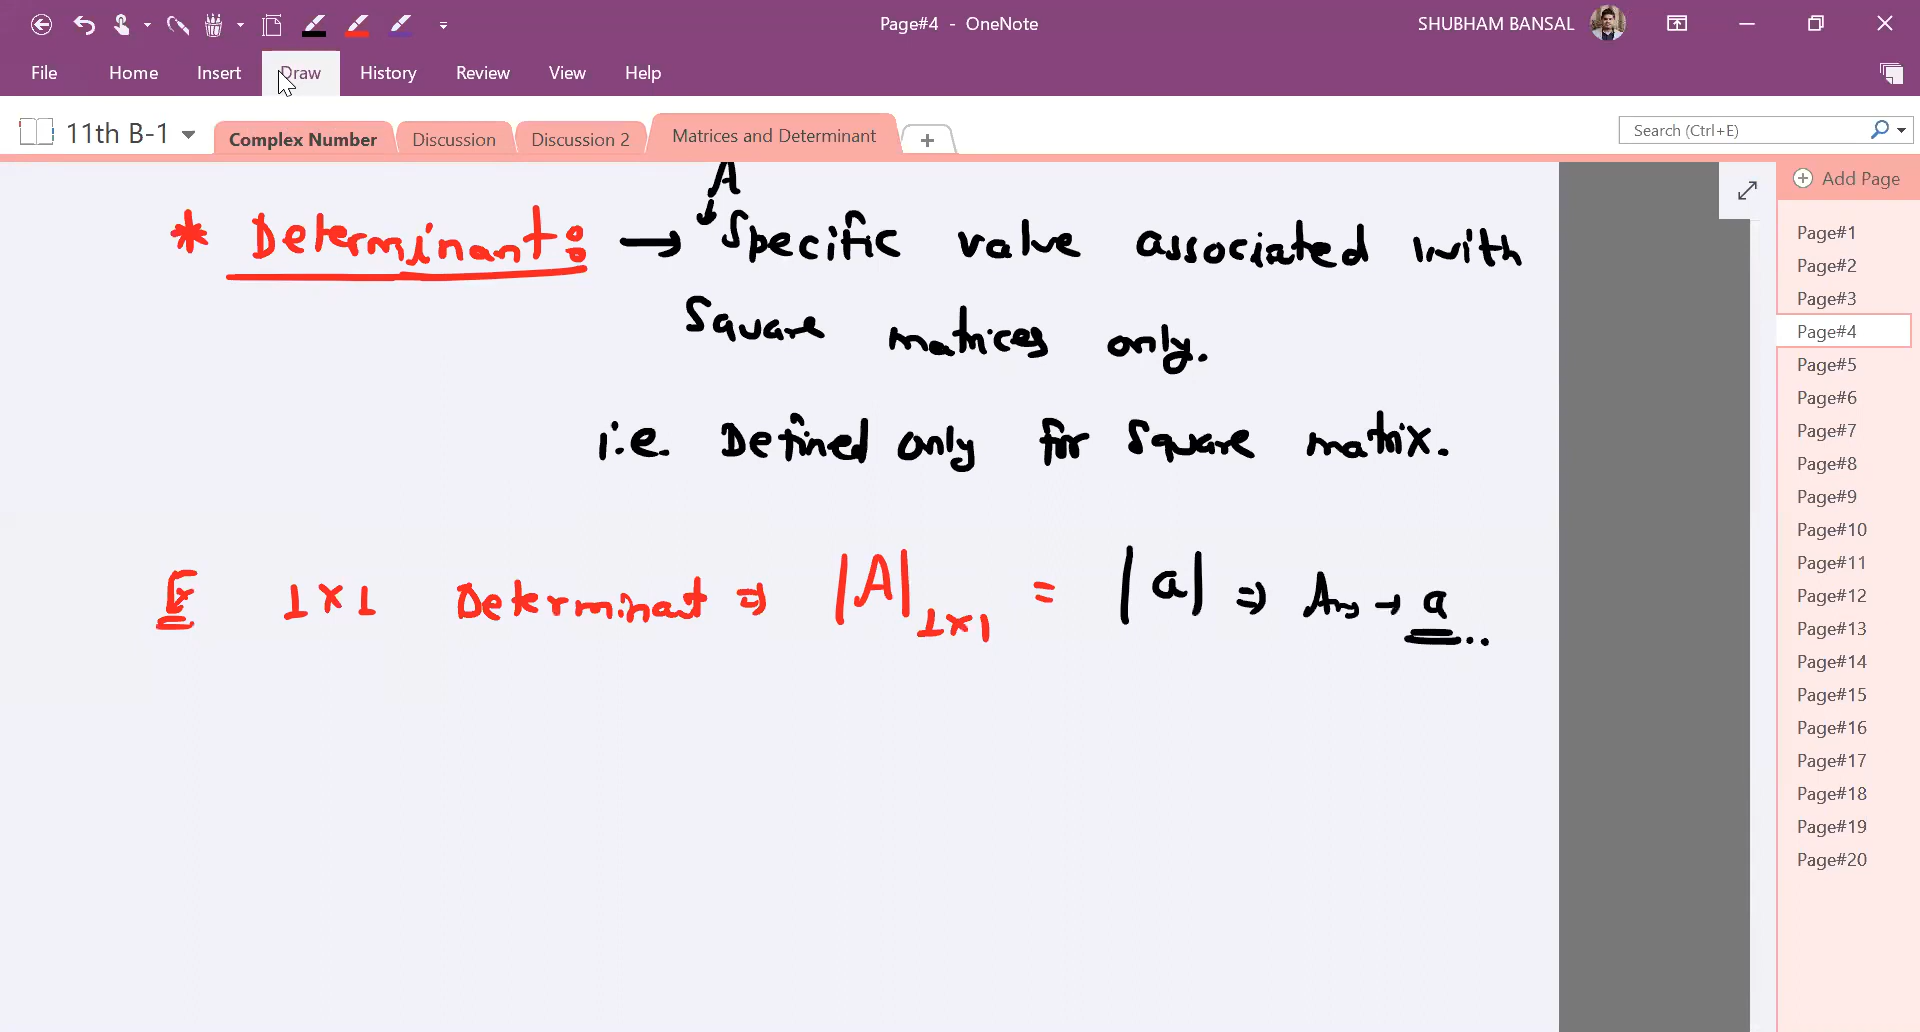 Page#4 - OneNote
SHUBHAM BANSAL
File Home Insert Draw History Review View Help
11th B-1
Complex Number Discussion Discussion 2 Matrices and Determinant +
Search (Ctrl+E)
Add Page
A
* Determinant: → Specific value associated with
Square matrices only.
i.e. Defined only for Square matrix.
Ex 1×1 Determinant ⇒ |A| 1×1 = |a| ⇒ Ans → a
Page#1
Page#2
Page#3
Page#4
Page#5
Page#6
Page#7
Page#8
Page#9
Page#10
Page#11
Page#12
Page#13
Page#14
Page#15
Page#16
Page#17
Page#18
Page#19
Page#20